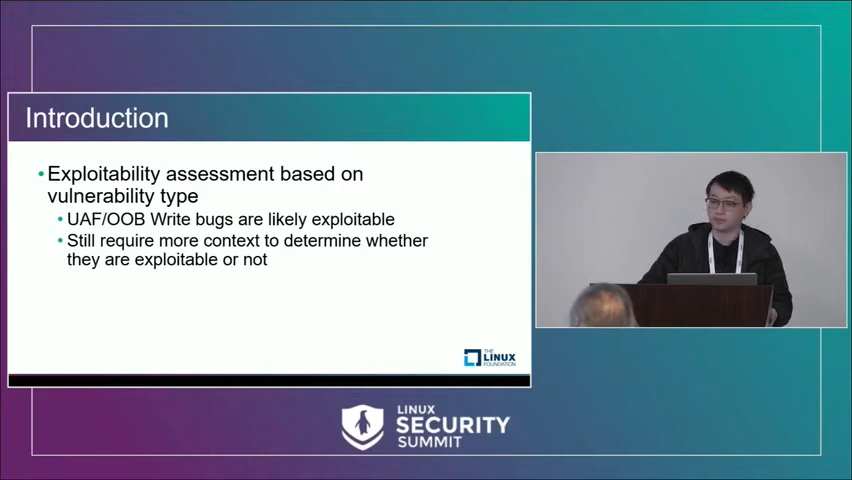 Introduction
•Exploitability assessment based on
vulnerability type
•UAF/OOB Write bugs are likely exploitable
•Still require more context to determine whether
they are exploitable or not
THE
LINUX
FOUNDATION
LINUX
SECURITY
SUMMIT